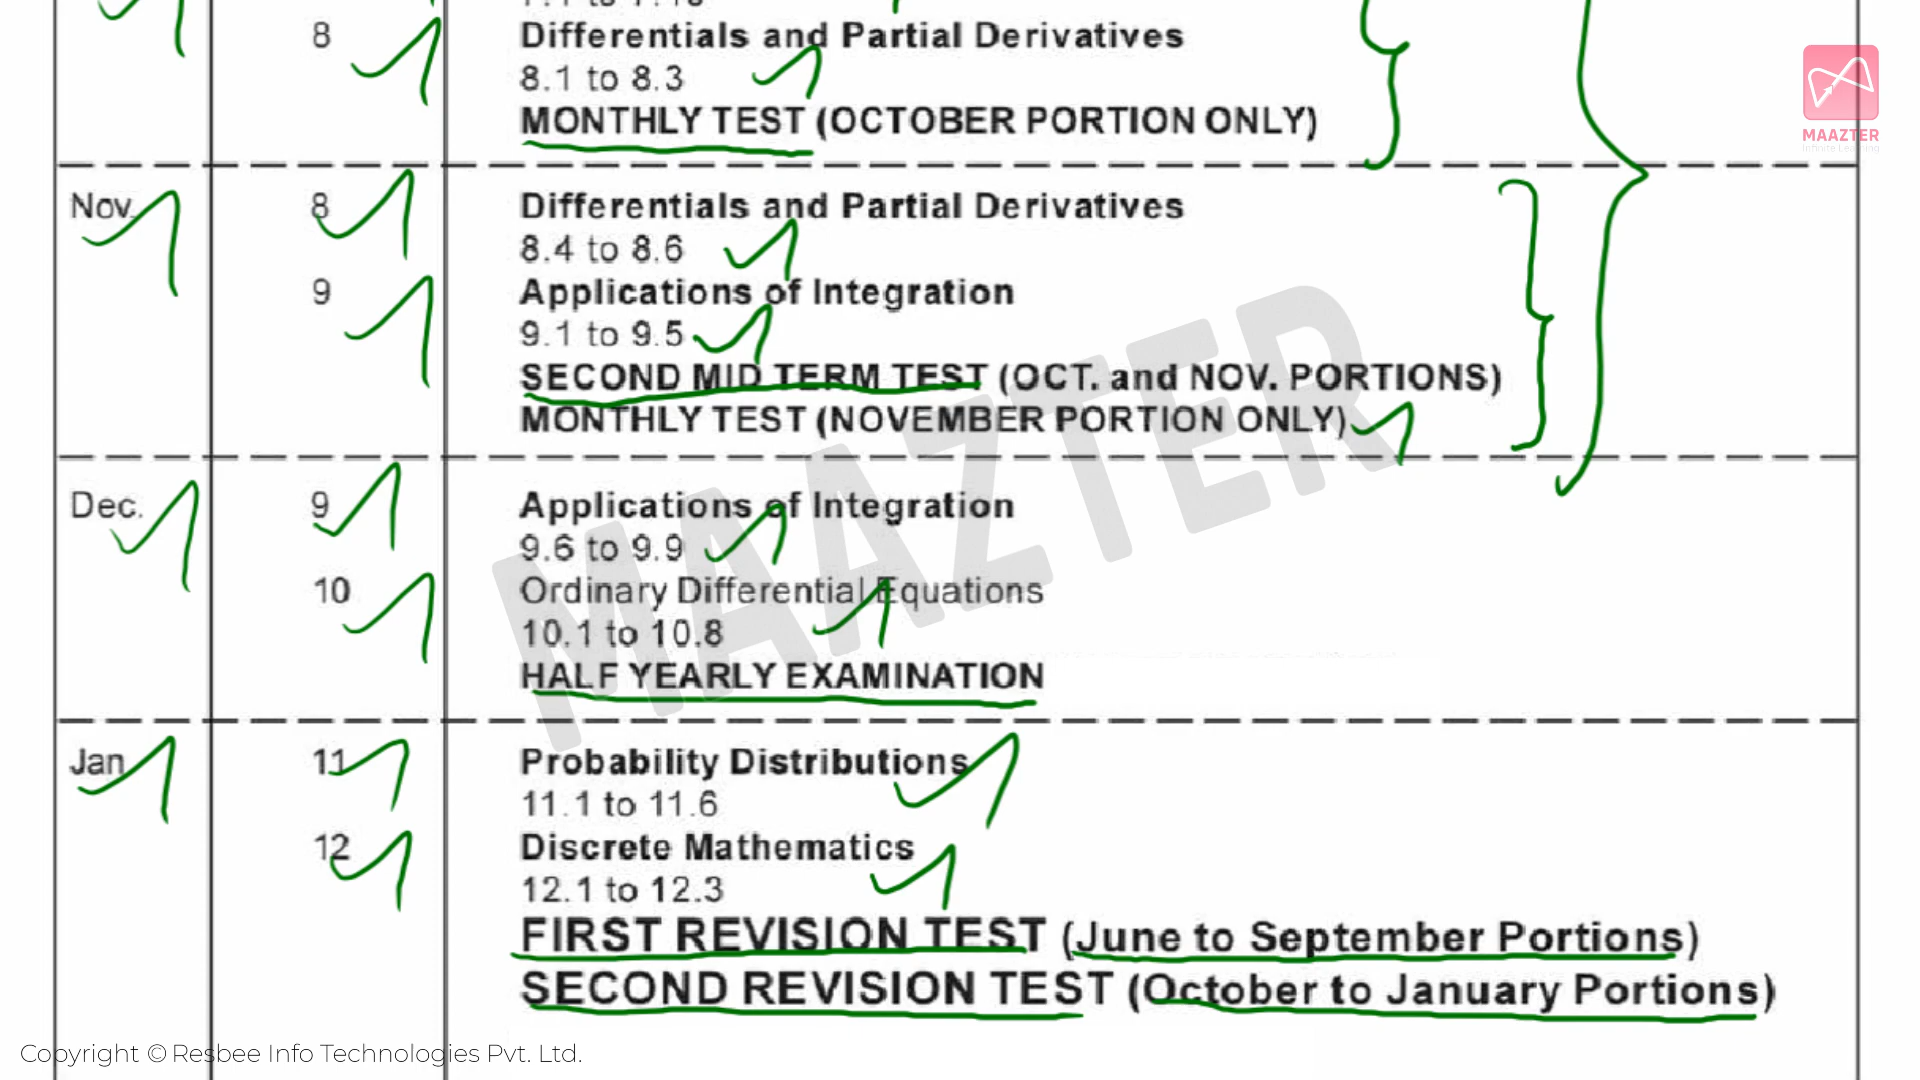 8 Differentials and Partial Derivatives
8.1 to 8.3
MONTHLY TEST (OCTOBER PORTION ONLY)
MAAZTER
Infinite Learning
Nov. 8 Differentials and Partial Derivatives
8.4 to 8.6
9 Applications of Integration
9.1 to 9.5
SECOND MID TERM TEST (OCT. and NOV. PORTIONS)
MONTHLY TEST (NOVEMBER PORTION ONLY)
Dec. 9 Applications of Integration
9.6 to 9.9
10 Ordinary Differential Equations
10.1 to 10.8
HALF YEARLY EXAMINATION
MAAZTER
Jan 11 Probability Distributions
11.1 to 11.6
12 Discrete Mathematics
12.1 to 12.3
FIRST REVISION TEST (June to September Portions)
SECOND REVISION TEST (October to January Portions)
Copyright © Resbee Info Technologies Pvt. Ltd.